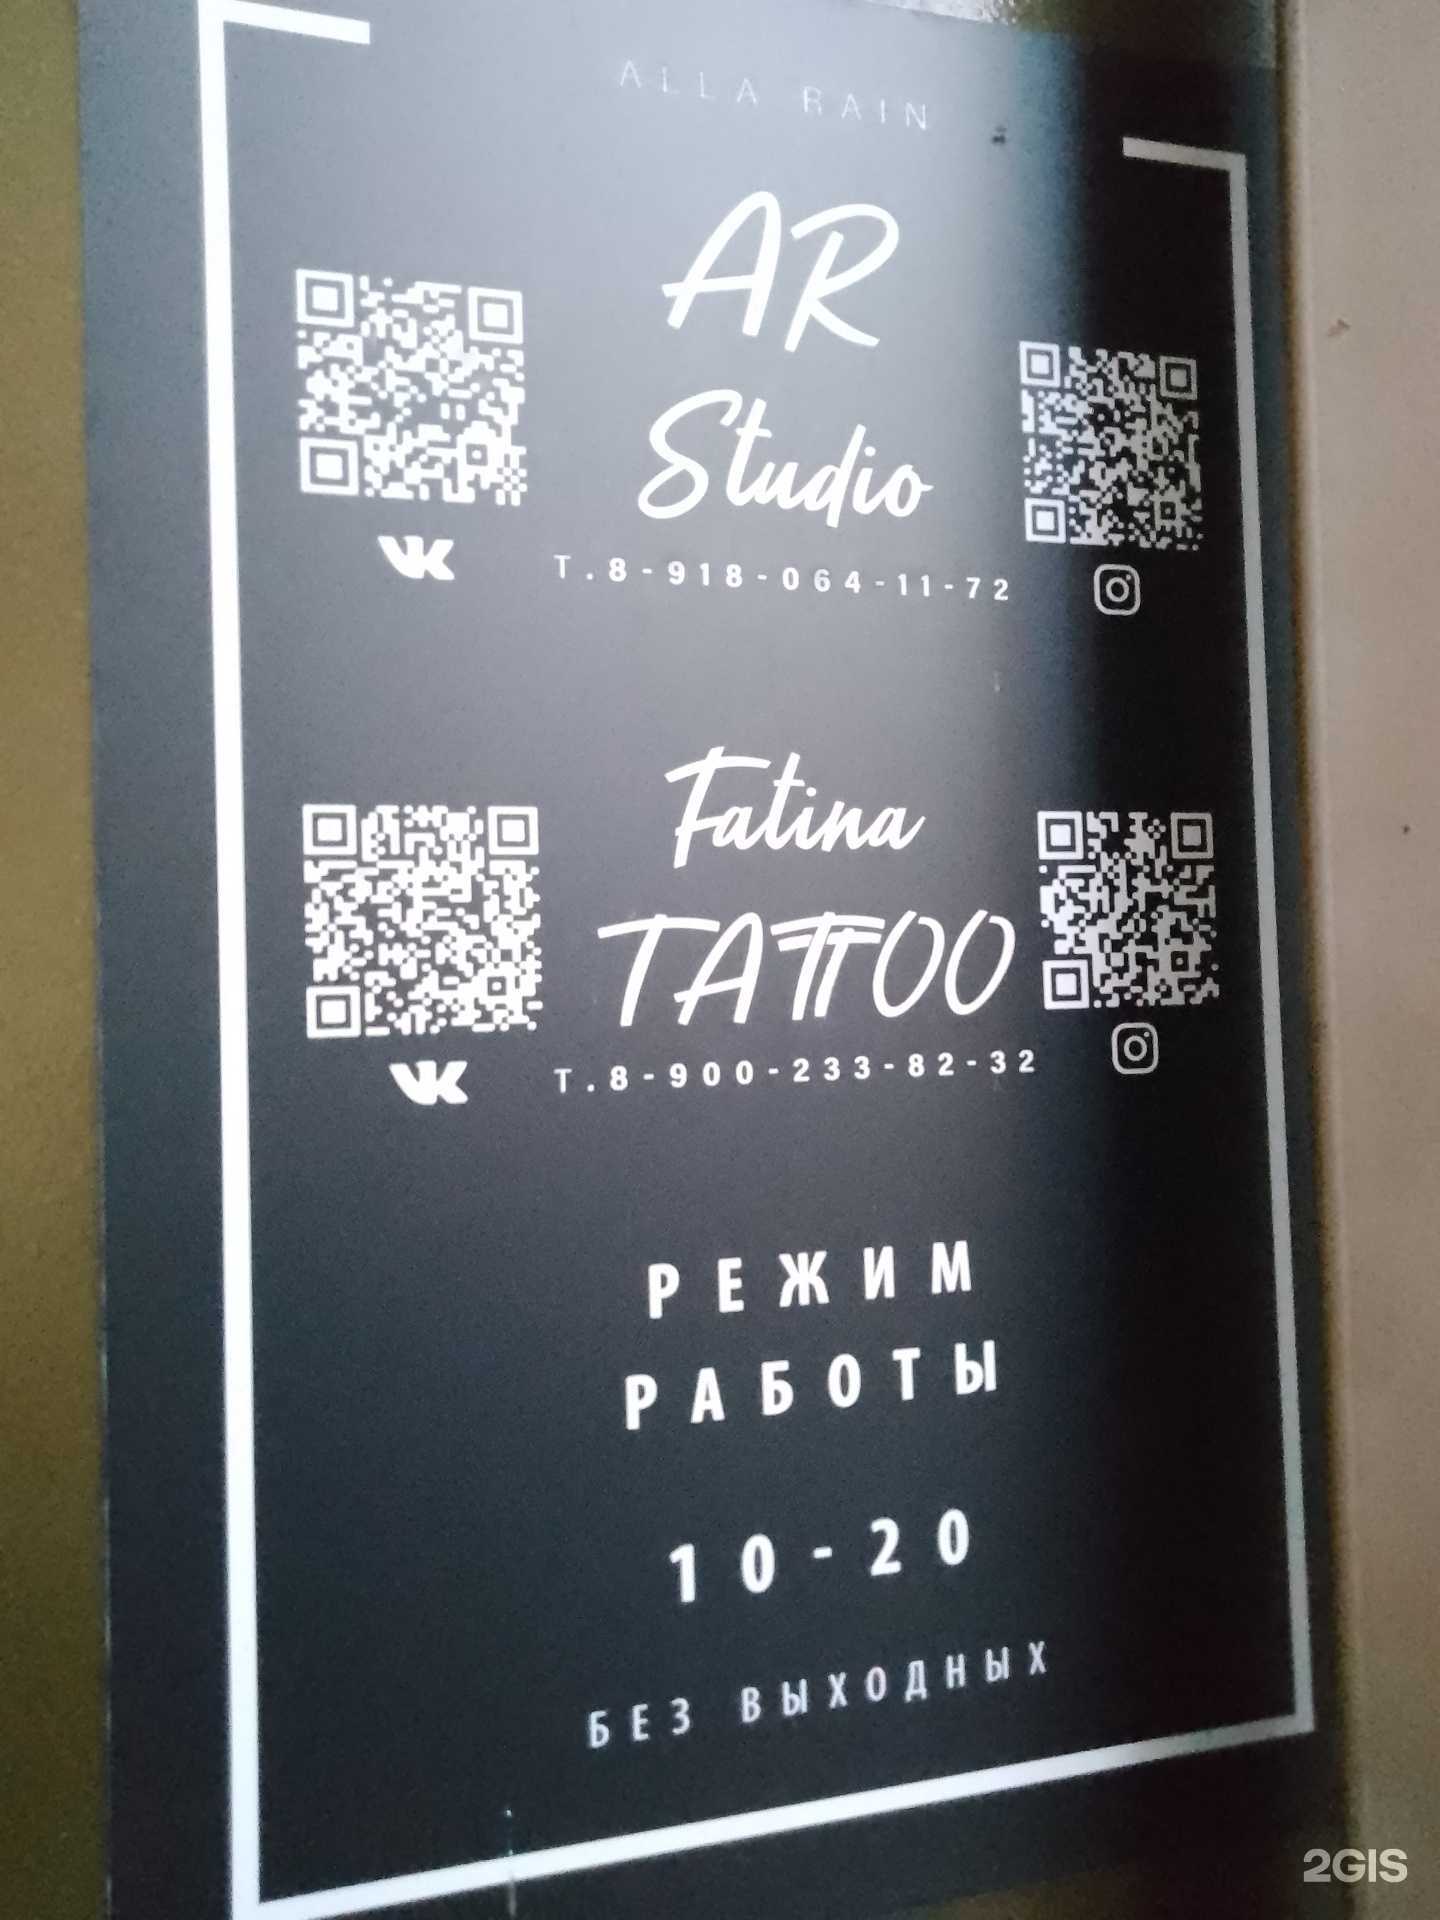 ALLA RAIN
AR
Studio
Т.8-918-064-11-72
Fatina
TATTOO
Т.8-900-233-82-32
РЕЖИМ
РАБОТЫ
10-20
БЕЗ ВЫХОДНЫХ
2GIS